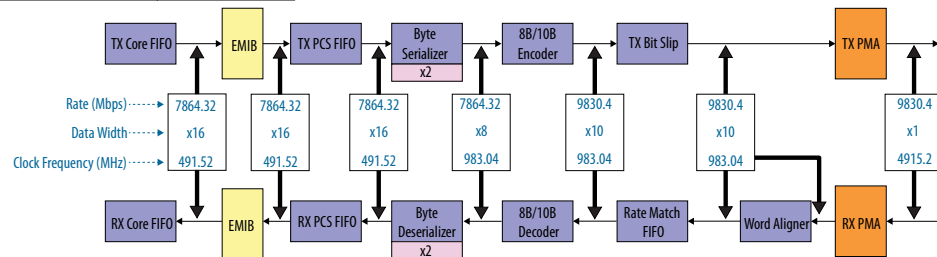 TX Core FIFO
EMIB
TX PCS FIFO
Byte
Serializer
x2
8B/10B
Encoder
TX Bit Slip
TX PMA
Rate (Mbps)
7864.32
7864.32
7864.32
7864.32
9830.4
9830.4
9830.4
Data Width
x16
x16
x16
x8
x10
x10
x1
Clock Frequency (MHz)
491.52
491.52
491.52
983.04
983.04
983.04
4915.2
RX Core FIFO
EMIB
RX PCS FIFO
Byte
Deserializer
x2
8B/10B
Decoder
Rate Match
FIFO
Word Aligner
RX PMA